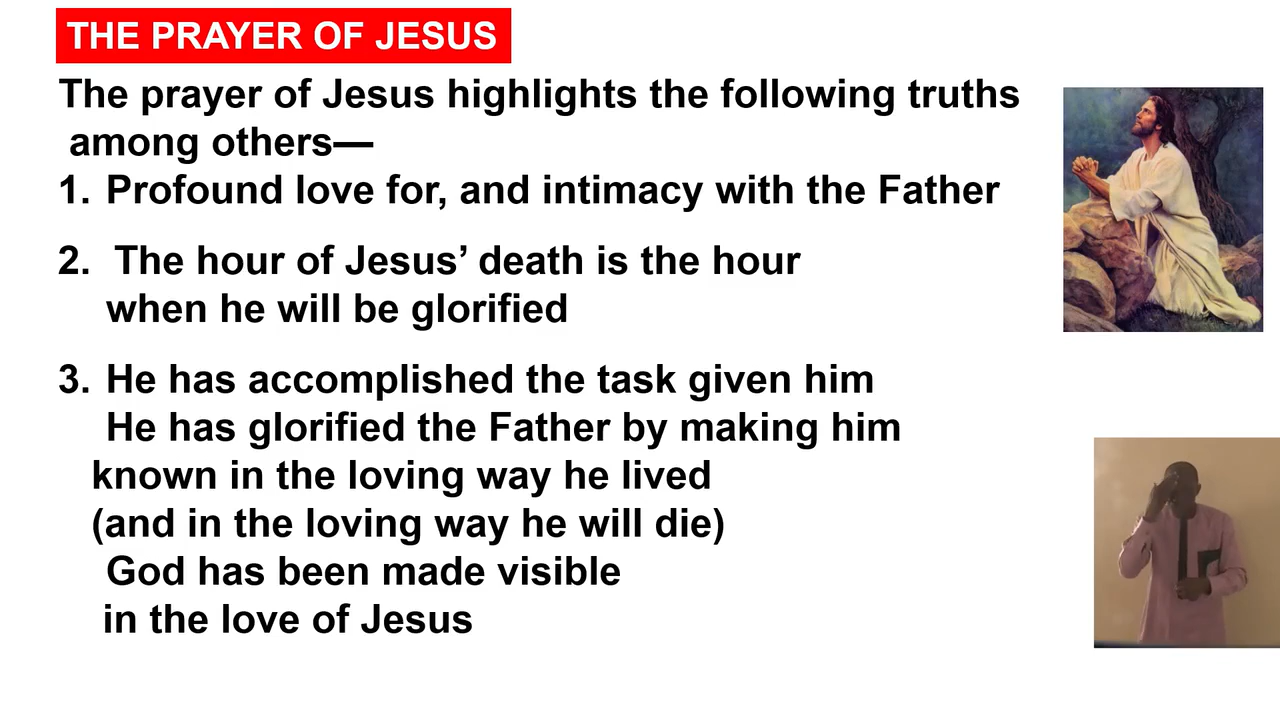 THE PRAYER OF JESUS
The prayer of Jesus highlights the following truths
among others—
1. Profound love for, and intimacy with the Father
2. The hour of Jesus’ death is the hour
when he will be glorified
3. He has accomplished the task given him
He has glorified the Father by making him
known in the loving way he lived
(and in the loving way he will die)
God has been made visible
in the love of Jesus